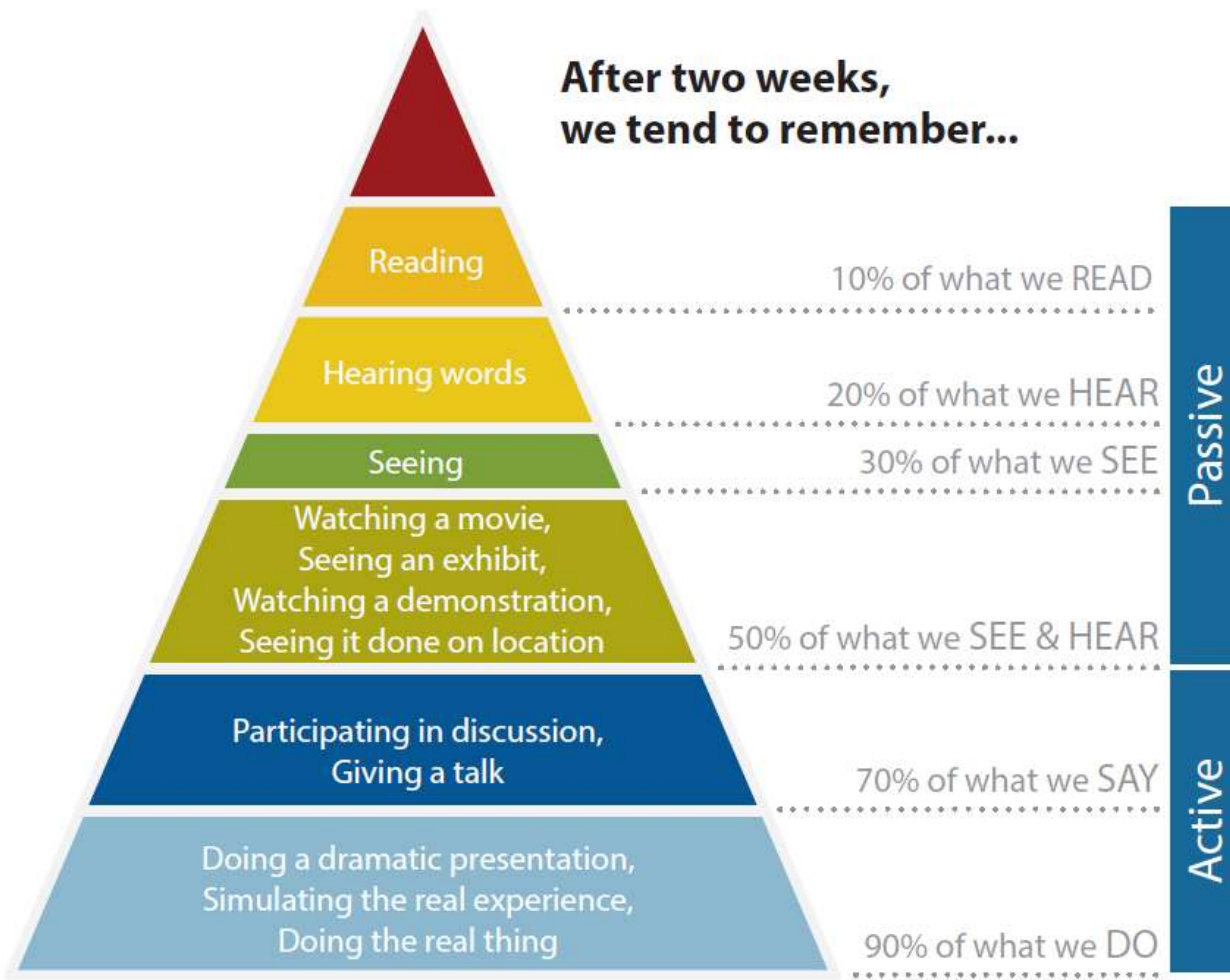 After two weeks,
we tend to remember...
Reading
10% of what we READ
Hearing words
20% of what we HEAR
Seeing
30% of what we SEE
Watching a movie,
Seeing an exhibit,
Watching a demonstration,
Seeing it done on location
50% of what we SEE & HEAR
Passive
Participating in discussion,
Giving a talk
70% of what we SAY
Doing a dramatic presentation,
Simulating the real experience,
Doing the real thing
90% of what we DO
Active